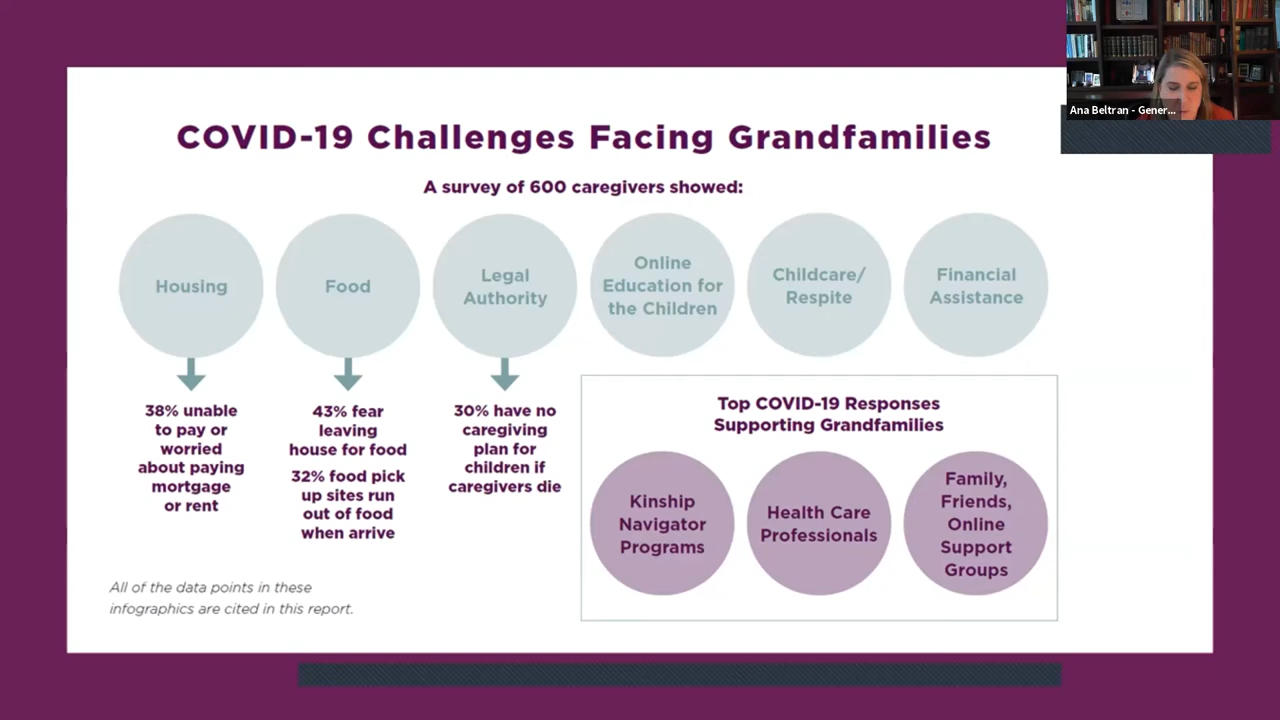 Ana Beltran - Gener...
COVID-19 Challenges Facing Grandfamilies
A survey of 600 caregivers showed:
Housing
Food
Legal
Authority
Online
Education for
the Children
Childcare/
Respite
Financial
Assistance
38% unable
to pay or
worried
about paying
mortgage
or rent
43% fear
leaving
house for food
32% food pick
up sites run
out of food
when arrive
30% have no
caregiving
plan for
children if
caregivers die
Top COVID-19 Responses
Supporting Grandfamilies
Kinship
Navigator
Programs
Health Care
Professionals
Family,
Friends,
Online
Support
Groups
All of the data points in these
infographics are cited in this report.